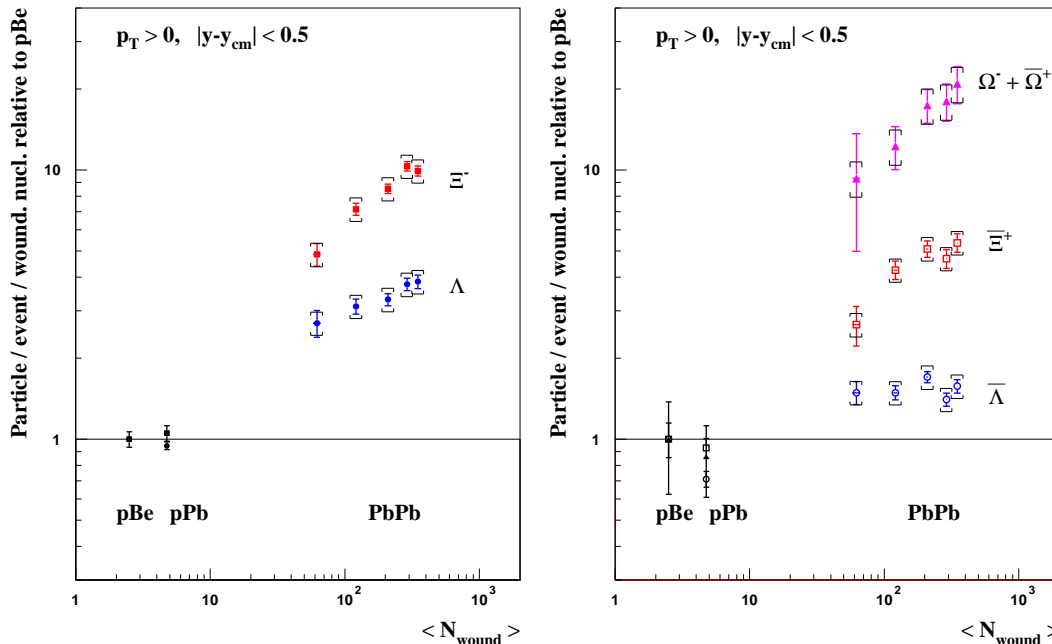 Particle / event / wound. nucl. relative to pBe
p_T > 0, |y-y_cm| < 0.5
Ξ⁻
Λ
10
1
pBe pPb PbPb
1 10 10² 10³
< N_wound >
Particle / event / wound. nucl. relative to pBe
p_T > 0, |y-y_cm| < 0.5
Ω⁻ + Ω̅⁺
Ξ̅⁺
Λ̅
10
1
pBe pPb PbPb
1 10 10² 10³
< N_wound >